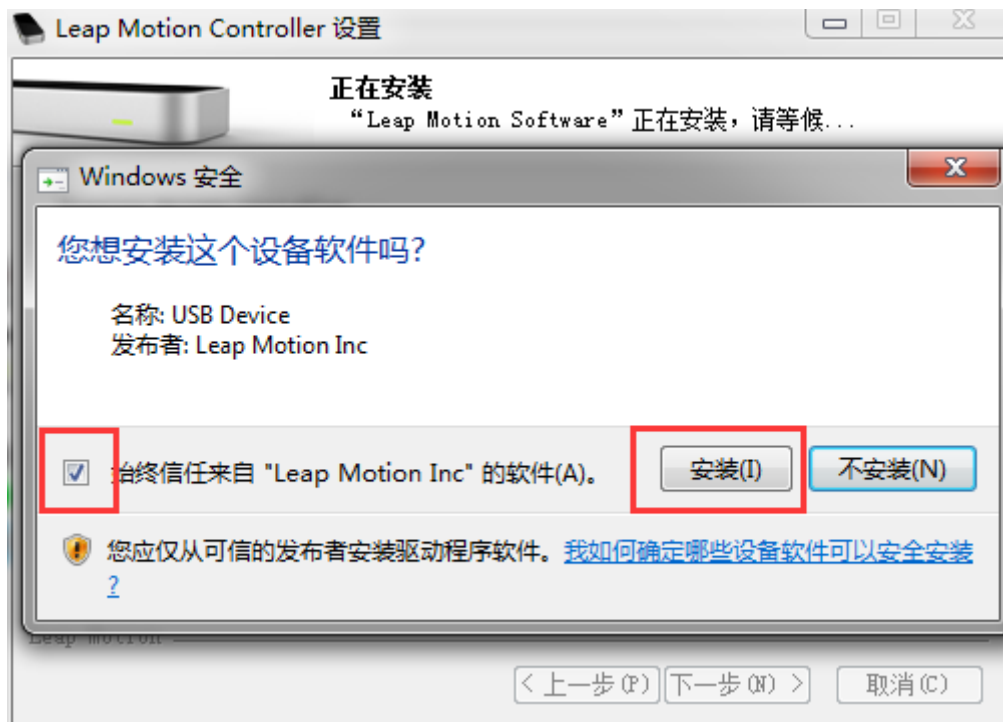 Leap Motion Controller 设置
正在安装
“Leap Motion Software”正在安装，请等候...
Windows 安全
您想安装这个设备软件吗？
名称: USB Device
发布者: Leap Motion Inc
始终信任来自 "Leap Motion Inc" 的软件(A)。
安装(I)
不安装(N)
您应仅从可信的发布者安装驱动程序软件。我如何确定哪些设备软件可以安全安装
?
Leap motion
< 上一步(P)
下一步(N) >
取消(C)